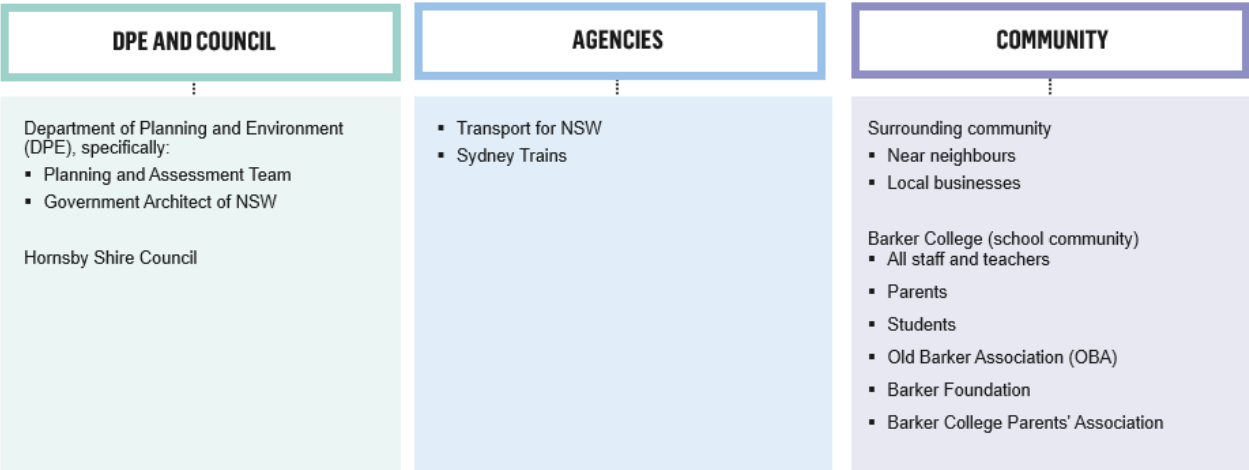 DPE AND COUNCIL
Department of Planning and Environment
(DPE), specifically:
▪ Planning and Assessment Team
▪ Government Architect of NSW
Hornsby Shire Council
AGENCIES
▪ Transport for NSW
▪ Sydney Trains
COMMUNITY
Surrounding community
▪ Near neighbours
▪ Local businesses
Barker College (school community)
▪ All staff and teachers
▪ Parents
▪ Students
▪ Old Barker Association (OBA)
▪ Barker Foundation
▪ Barker College Parents' Association